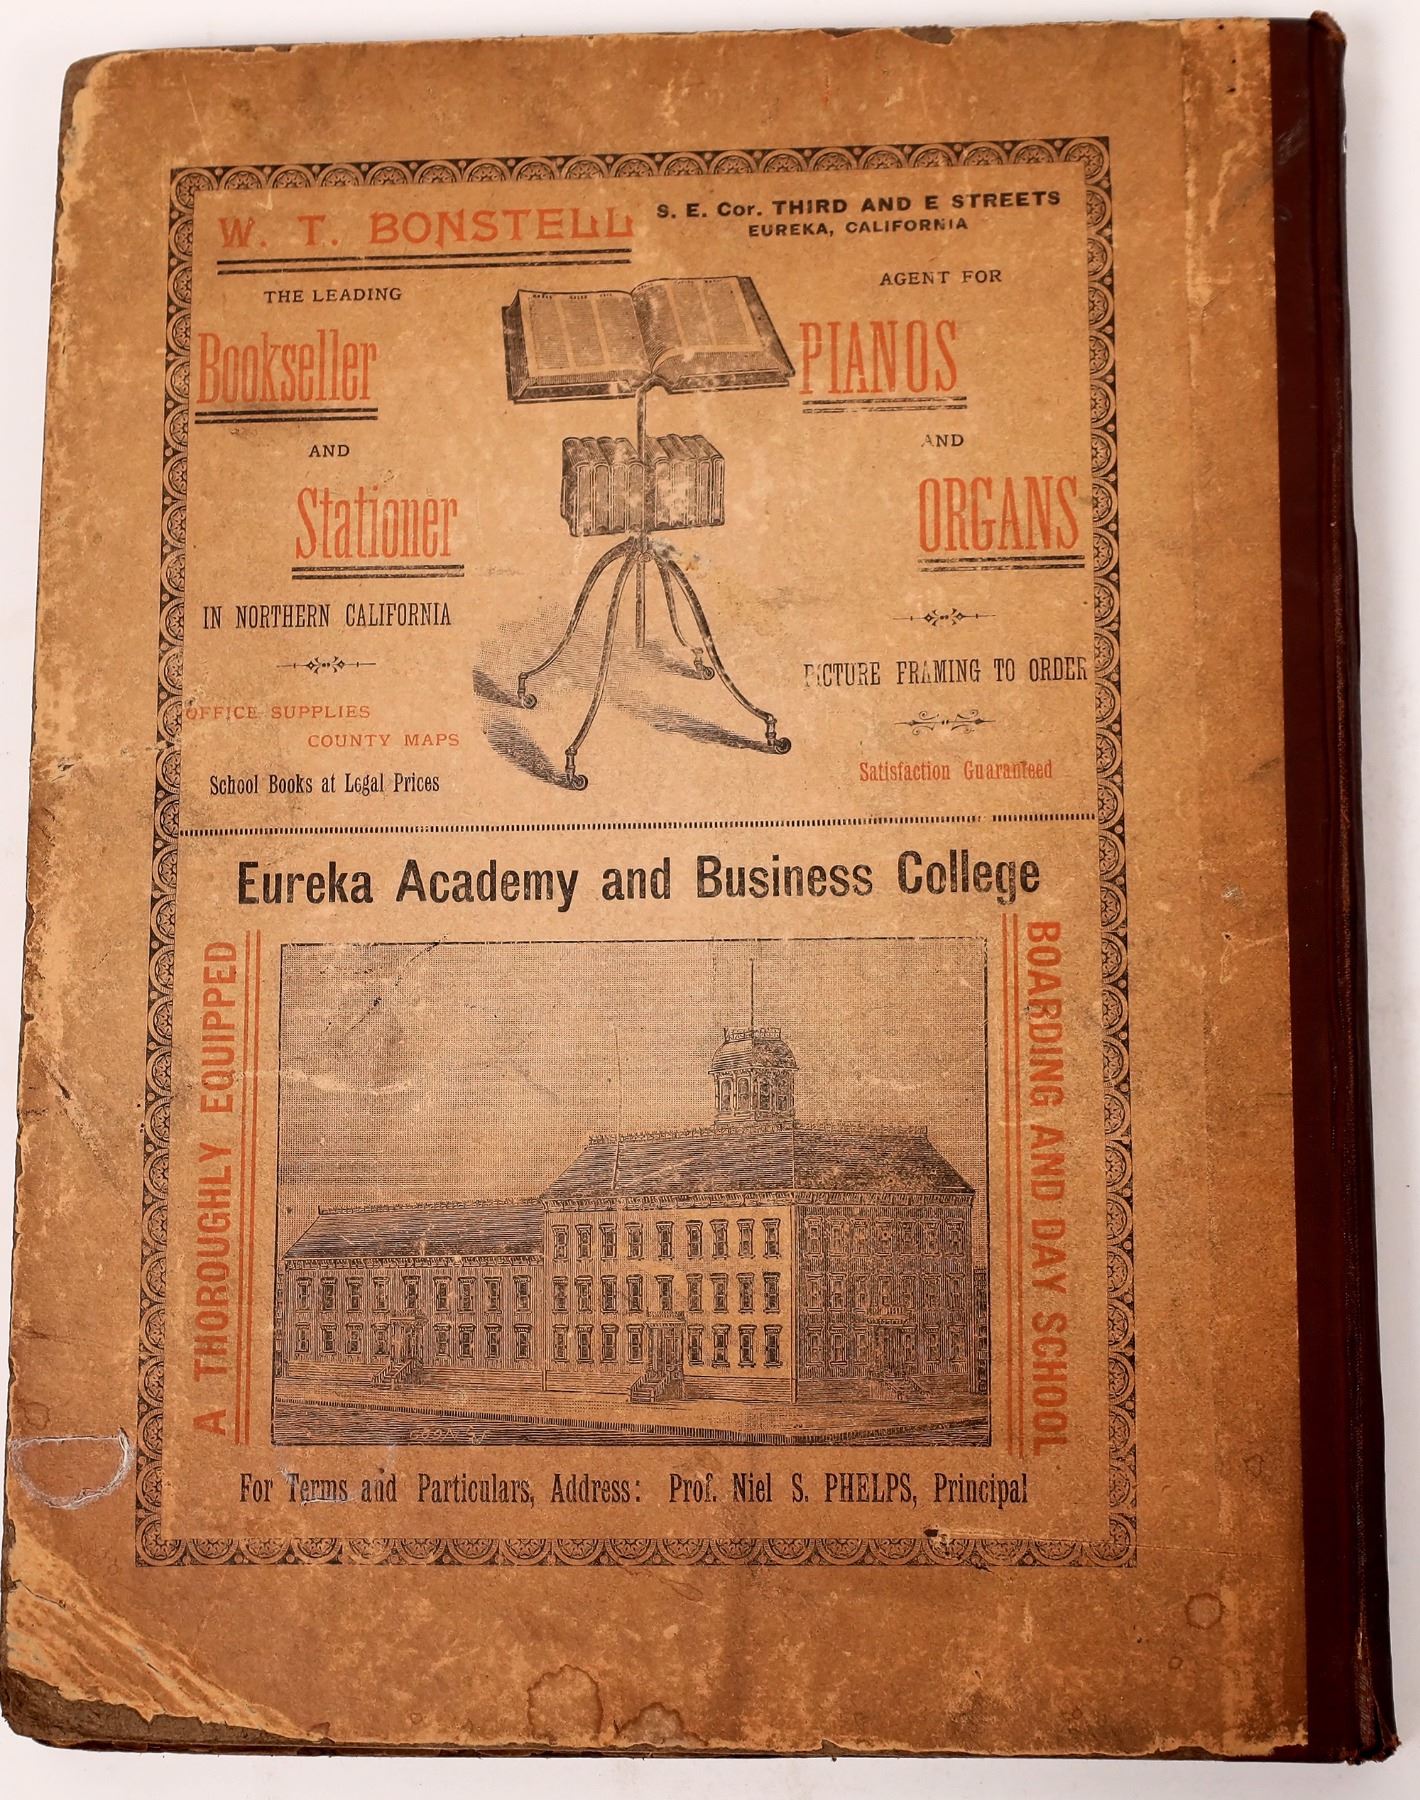 W. T. BONSTELL
S. E. Cor. THIRD AND E STREETS
EUREKA, CALIFORNIA
THE LEADING
Bookseller
AND
Stationer
IN NORTHERN CALIFORNIA
OFFICE SUPPLIES
COUNTY MAPS
School Books at Legal Prices
AGENT FOR
PIANOS
AND
ORGANS
PICTURE FRAMING TO ORDER
Satisfaction Guaranteed
Eureka Academy and Business College
A THOROUGHLY EQUIPPED
BOARDING AND DAY SCHOOL
For Terms and Particulars, Address: Prof. Niel S. PHELPS, Principal